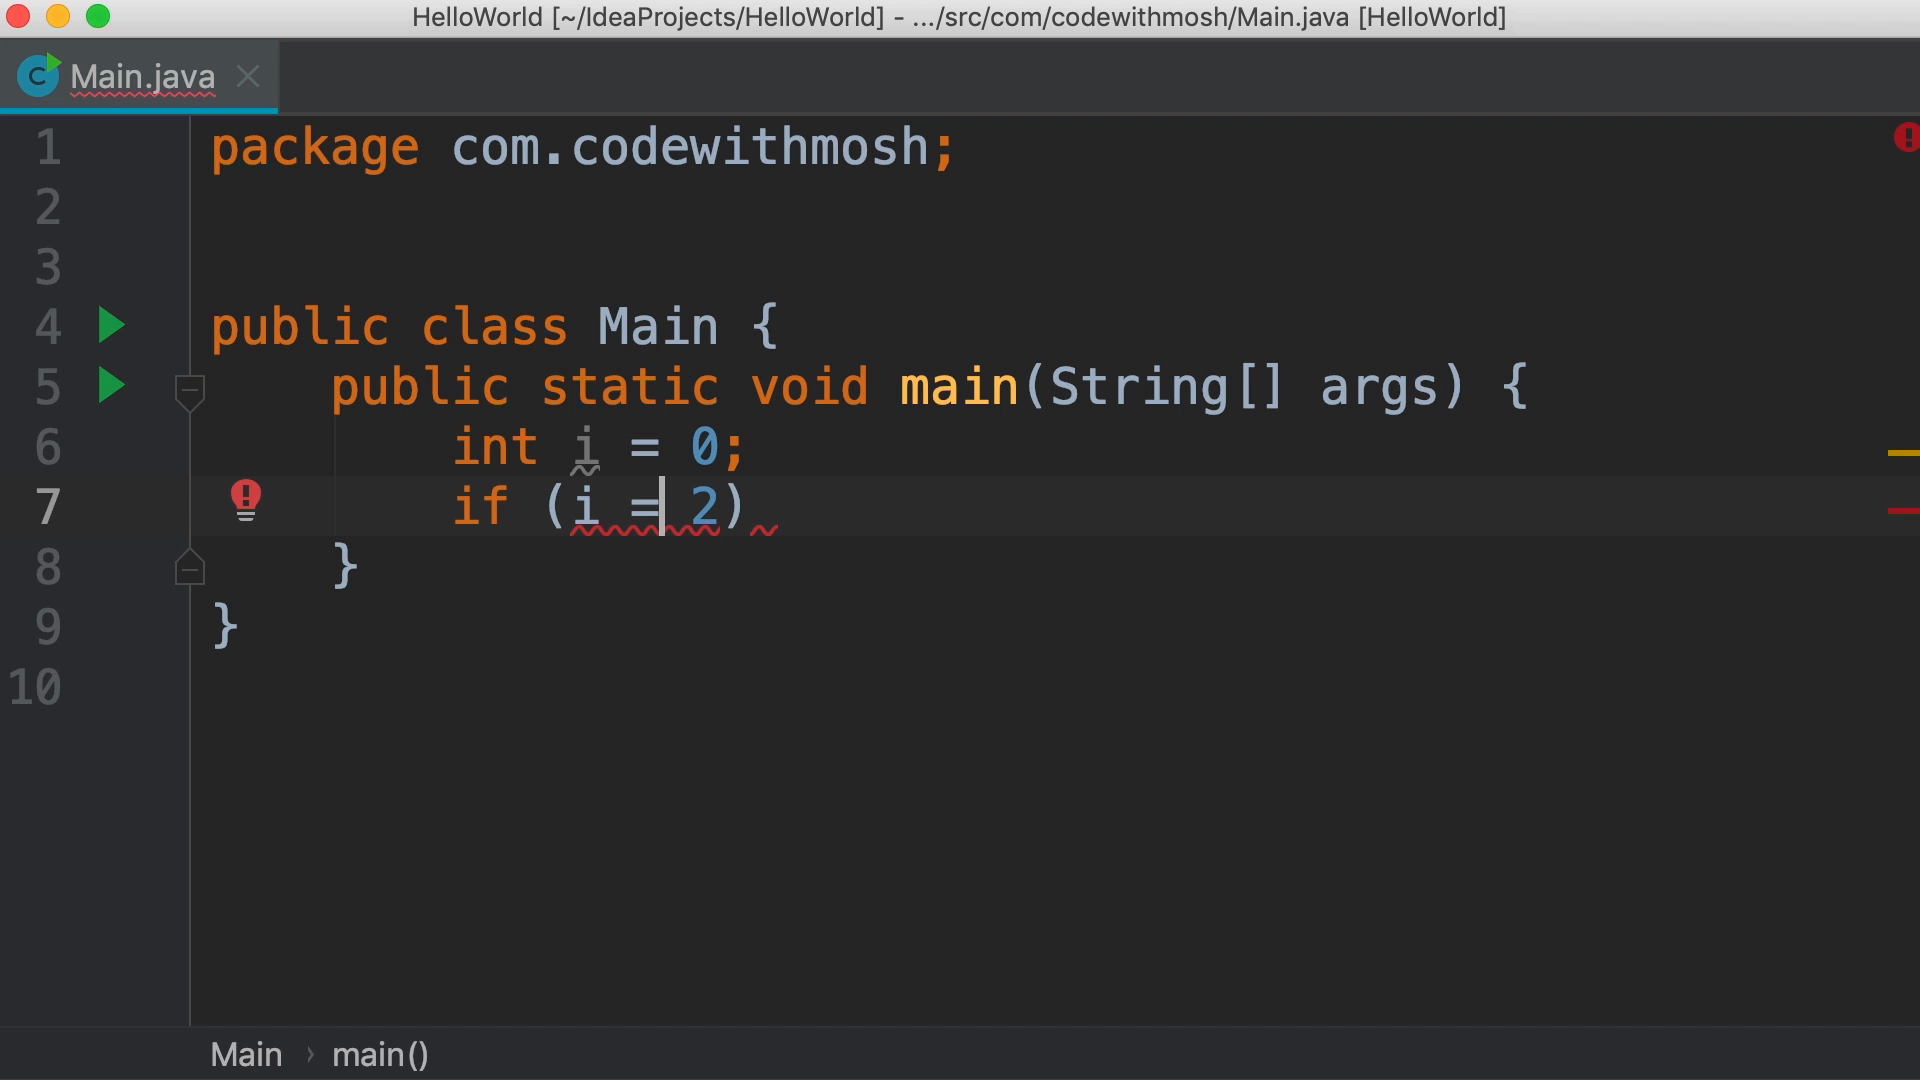 HelloWorld [~/IdeaProjects/HelloWorld] - .../src/com/codewithmosh/Main.java [HelloWorld]
C Main.java
1 package com.codewithmosh;
2
3
4 public class Main {
5 public static void main(String[] args) {
6 int i = 0;
7 if (i = 2)
8 }
9 }
10
Main › main()